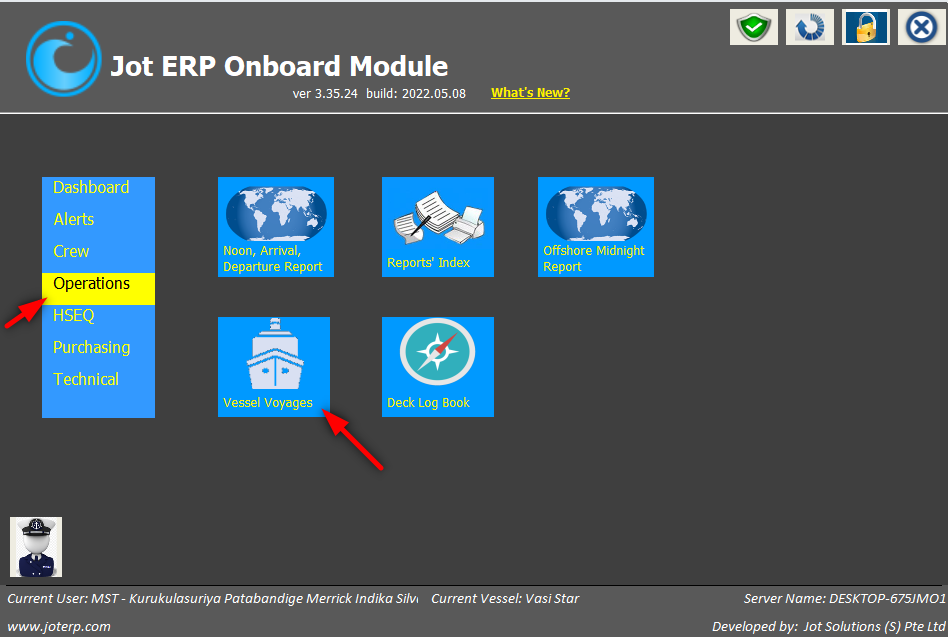 Jot ERP Onboard Module
ver 3.35.24 build: 2022.05.08 What's New?
Dashboard
Alerts
Crew
Operations
HSEQ
Purchasing
Technical
Noon, Arrival,
Departure Report
Reports' Index
Offshore Midnight
Report
Vessel Voyages
Deck Log Book
Current User: MST - Kurukulasuriya Patabandige Merrick Indika Silv Current Vessel: Vasi Star Server Name: DESKTOP-675JMO1
www.joterp.com Developed by: Jot Solutions (S) Pte Ltd